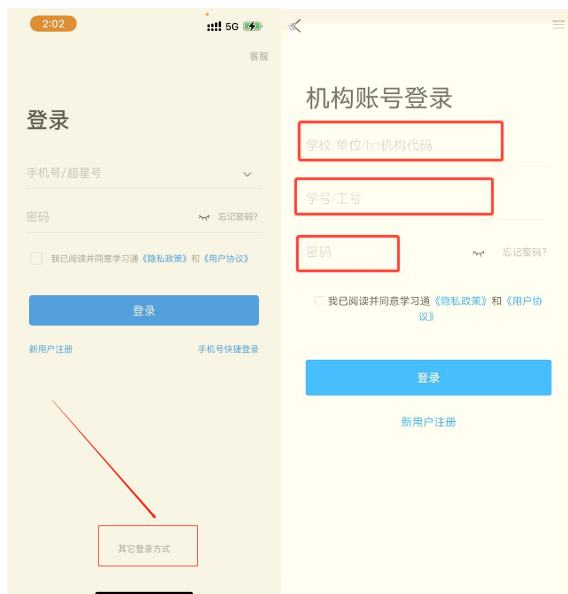 2:02
5G
客服
登录
手机号/超星号
密码
忘记密码?
我已阅读并同意学习通《隐私政策》和《用户协议》
登录
新用户注册
手机号快捷登录
其它登录方式
机构账号登录
学校/单位/fid/机构代码
学号/工号
密码
忘记密码?
我已阅读并同意学习通《隐私政策》和《用户协
议》
登录
新用户注册